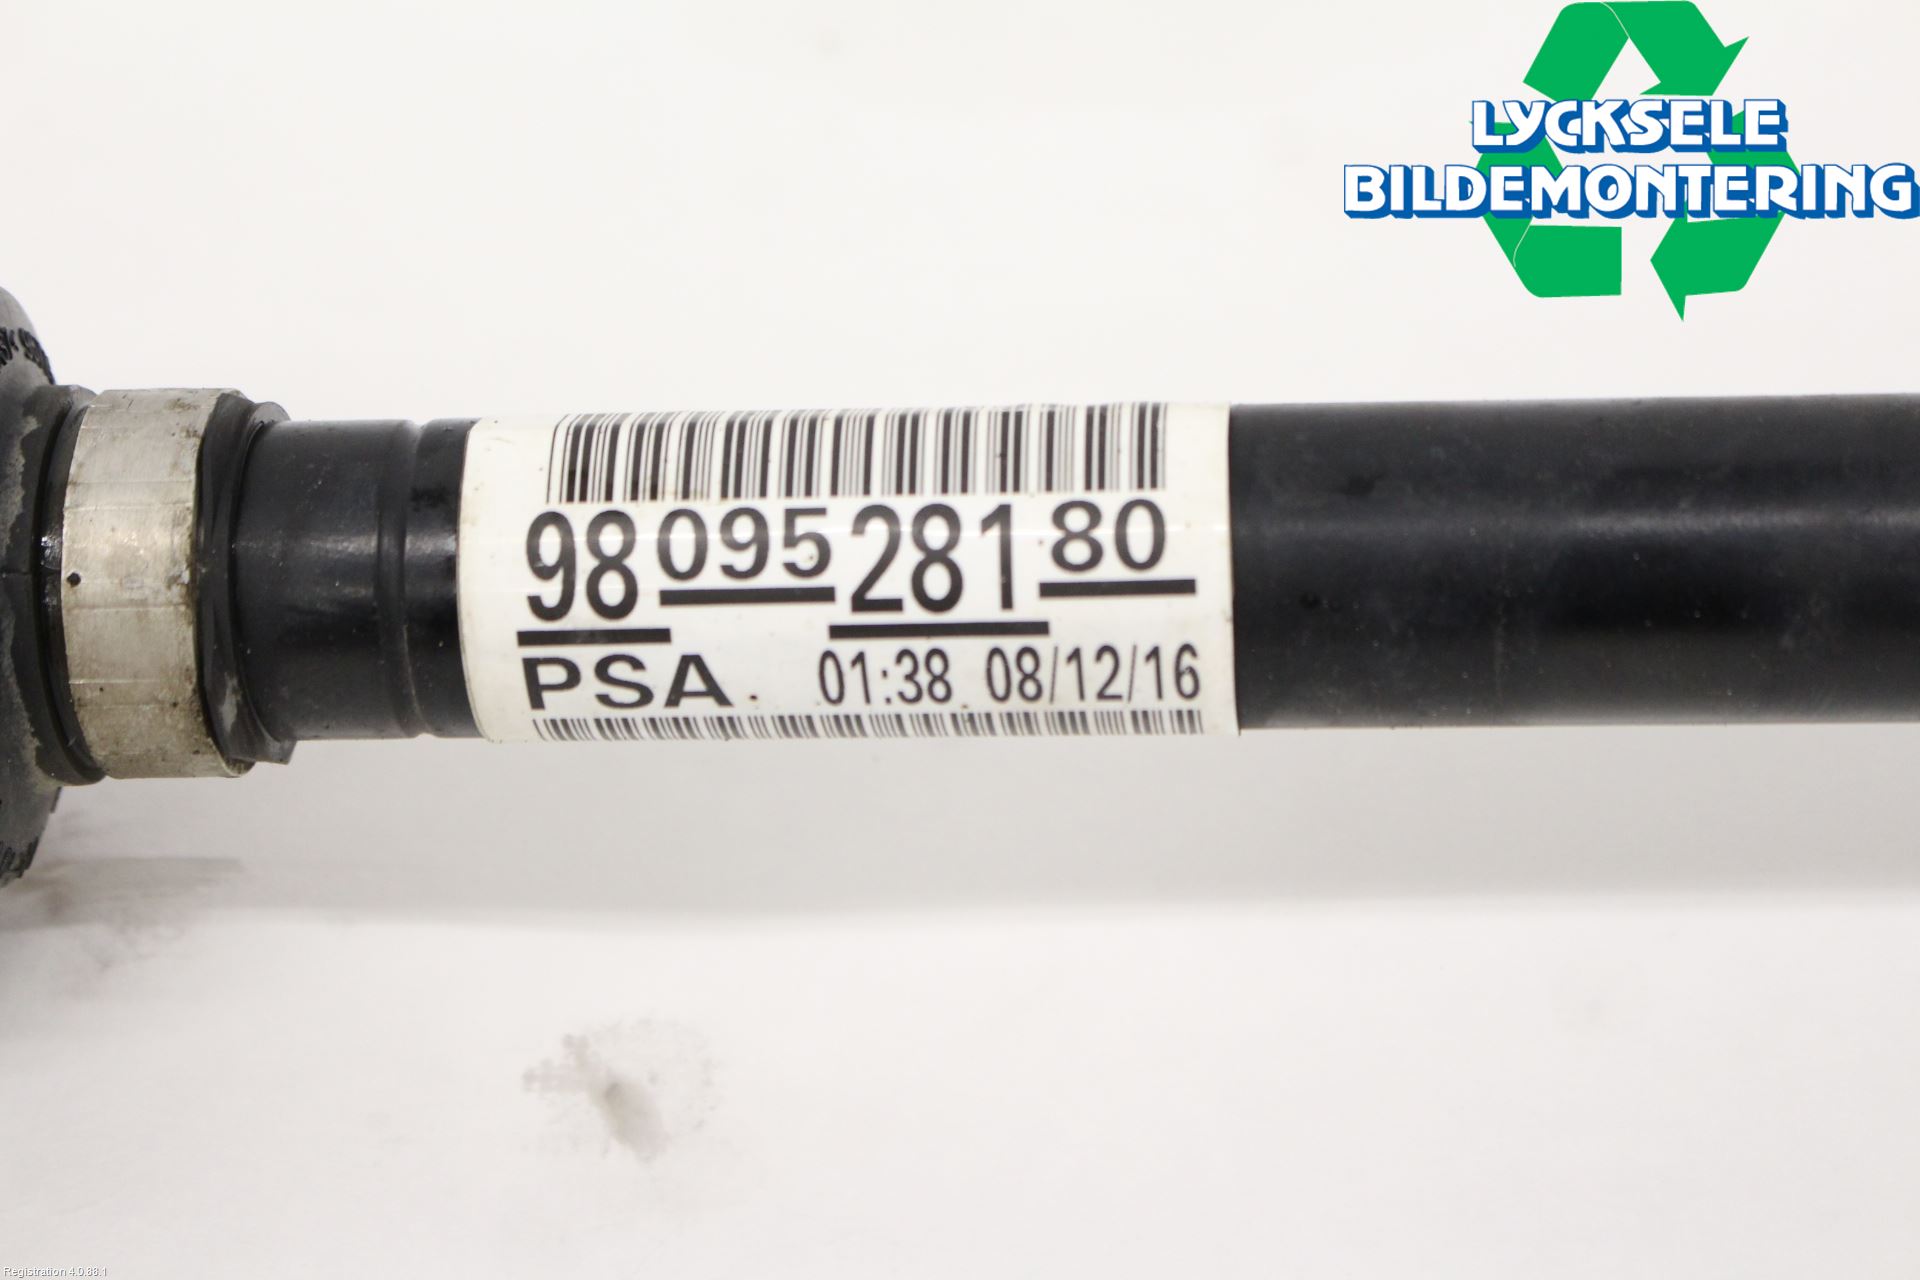 LYCKSELE
BILDEMONTERING
98 095 281 80
PSA. 01:38 08/12/16
Registration 4.0.88.1